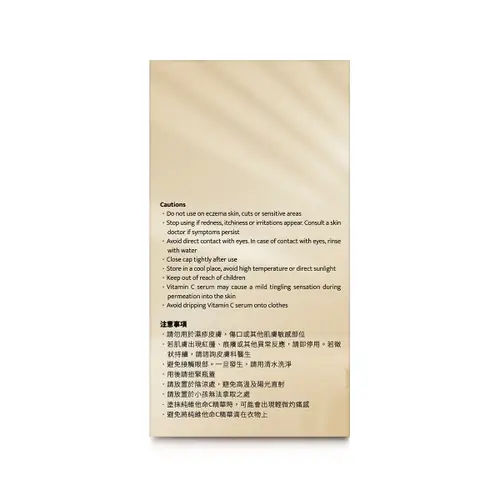 Cautions
· Do not use on eczema skin, cuts or sensitive areas
· Stop using if redness, itchiness or irritations appear. Consult a skin
doctor if symptoms persist
· Avoid direct contact with eyes. In case of contact with eyes, rinse
with water
· Close cap tightly after use
· Store in a cool place, avoid high temperature or direct sunlight
· Keep out of reach of children
· Vitamin C serum may cause a mild tingling sensation during
permeation into the skin
· Avoid dripping Vitamin C serum onto clothes
注意事項
· 請勿用於濕疹皮膚，傷口或其他肌膚敏感部位
· 若肌膚出現紅腫、痕癢或其他異常反應，請即停用。若徵
狀持續，請諮詢皮膚科醫生
· 避免接觸眼部。一旦發生，請用清水洗淨
· 用後請扭緊瓶蓋
· 請放置於陰涼處，避免高溫及陽光直射
· 請放置於小孩無法拿取之處
· 塗抹純維他命C精華時，可能會出現輕微灼痛感
· 避免將純維他命C精華滴在衣物上